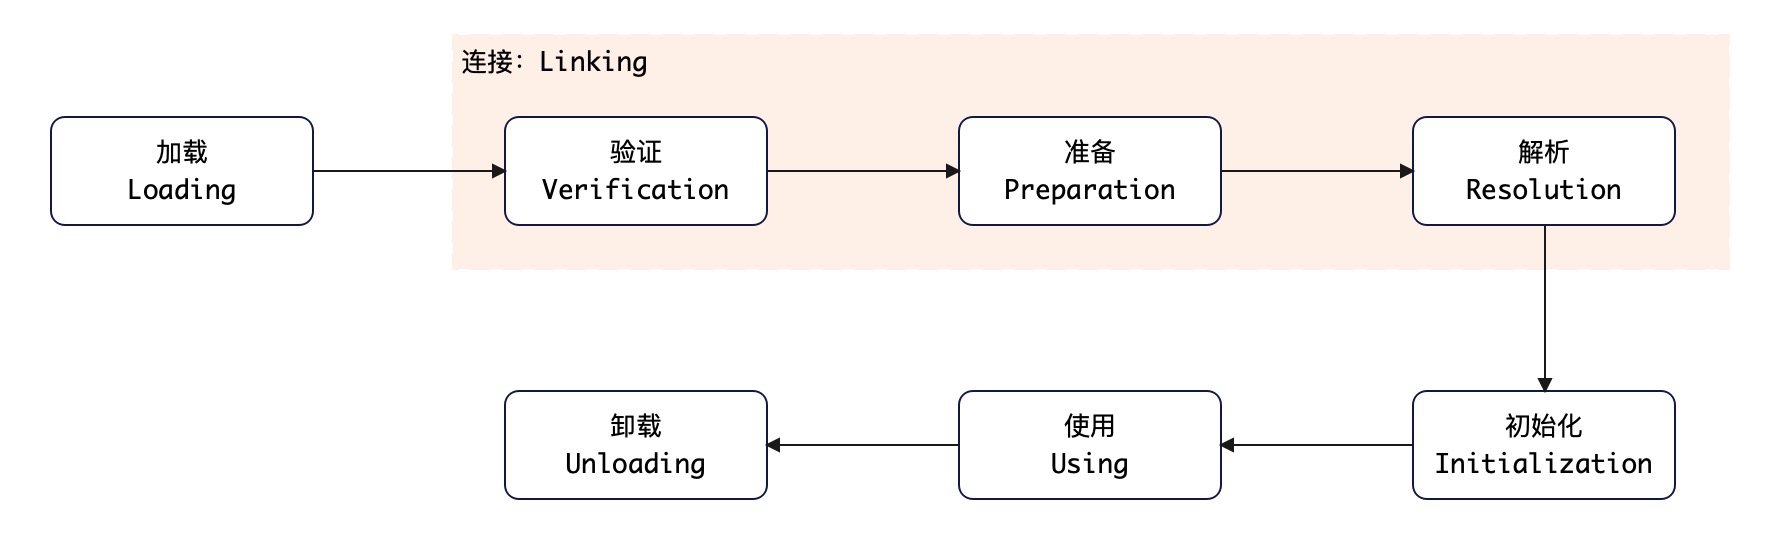 连接：Linking
加载
Loading
验证
Verification
准备
Preparation
解析
Resolution
初始化
Initialization
使用
Using
卸载
Unloading